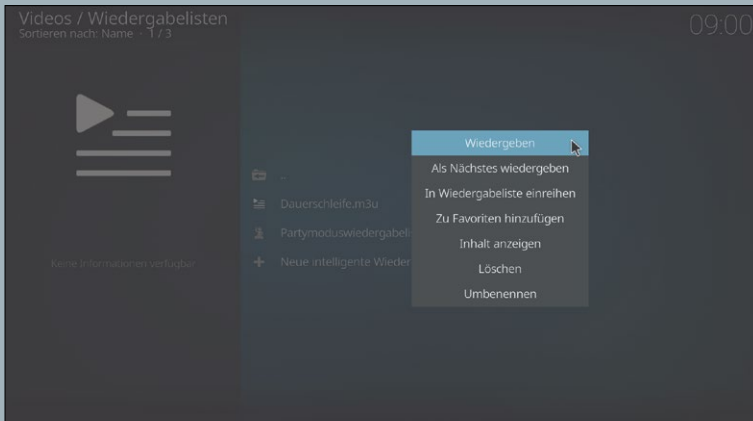 Videos / Wiedergabelisten
Sortieren nach: Name · 1 / 3
09:00
..
Dauerschleife.m3u
Partymoduswiedergabeli
Neue intelligente Wieder
Keine Informationen verfügbar
Wiedergeben
Als Nächstes wiedergeben
In Wiedergabeliste einreihen
Zu Favoriten hinzufügen
Inhalt anzeigen
Löschen
Umbenennen